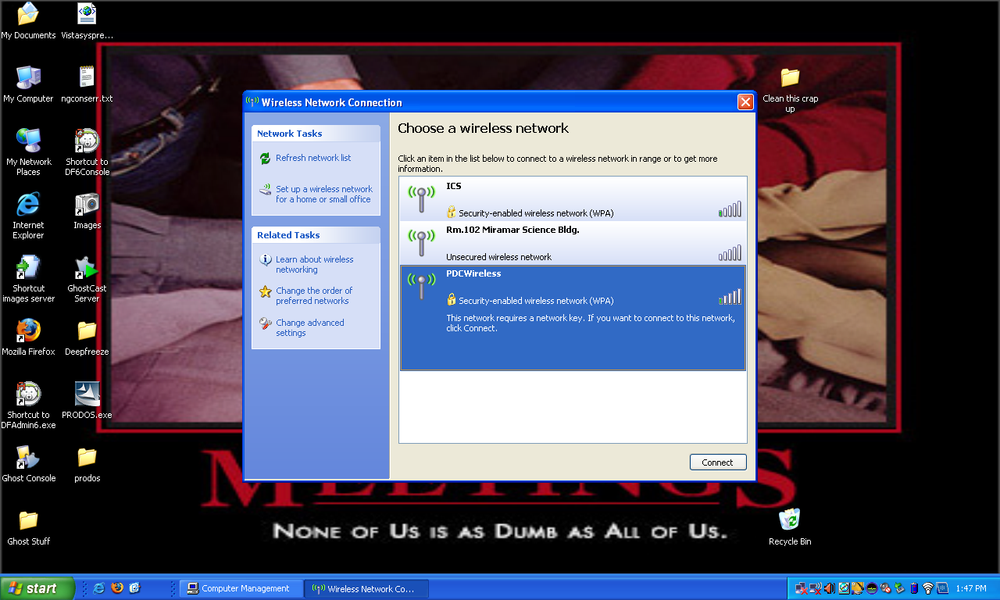 My Documents
Vistasyspre...
My Computer
ngconserr.txt
My Network
Places
Shortcut to
DF6Console
Internet
Explorer
Images
Shortcut
images server
GhostCast
Server
Mozilla Firefox
Deepfreeze
Shortcut to
DFAdmin6.exe
PRODOS.exe
Ghost Console
prodos
Ghost Stuff
Clean this crap
up
Recycle Bin
Wireless Network Connection
Network Tasks
Refresh network list
Set up a wireless network
for a home or small office
Related Tasks
Learn about wireless
networking
Change the order of
preferred networks
Change advanced
settings
Choose a wireless network
Click an item in the list below to connect to a wireless network in range or to get more
information.
ICS
Security-enabled wireless network (WPA)
Rm.102 Miramar Science Bldg.
Unsecured wireless network
PDCWireless
Security-enabled wireless network (WPA)
This network requires a network key. If you want to connect to this network,
click Connect.
Connect
MEETINGS
NONE OF US IS AS DUMB AS ALL OF US.
start
Computer Management
Wireless Network Co...
1:47 PM